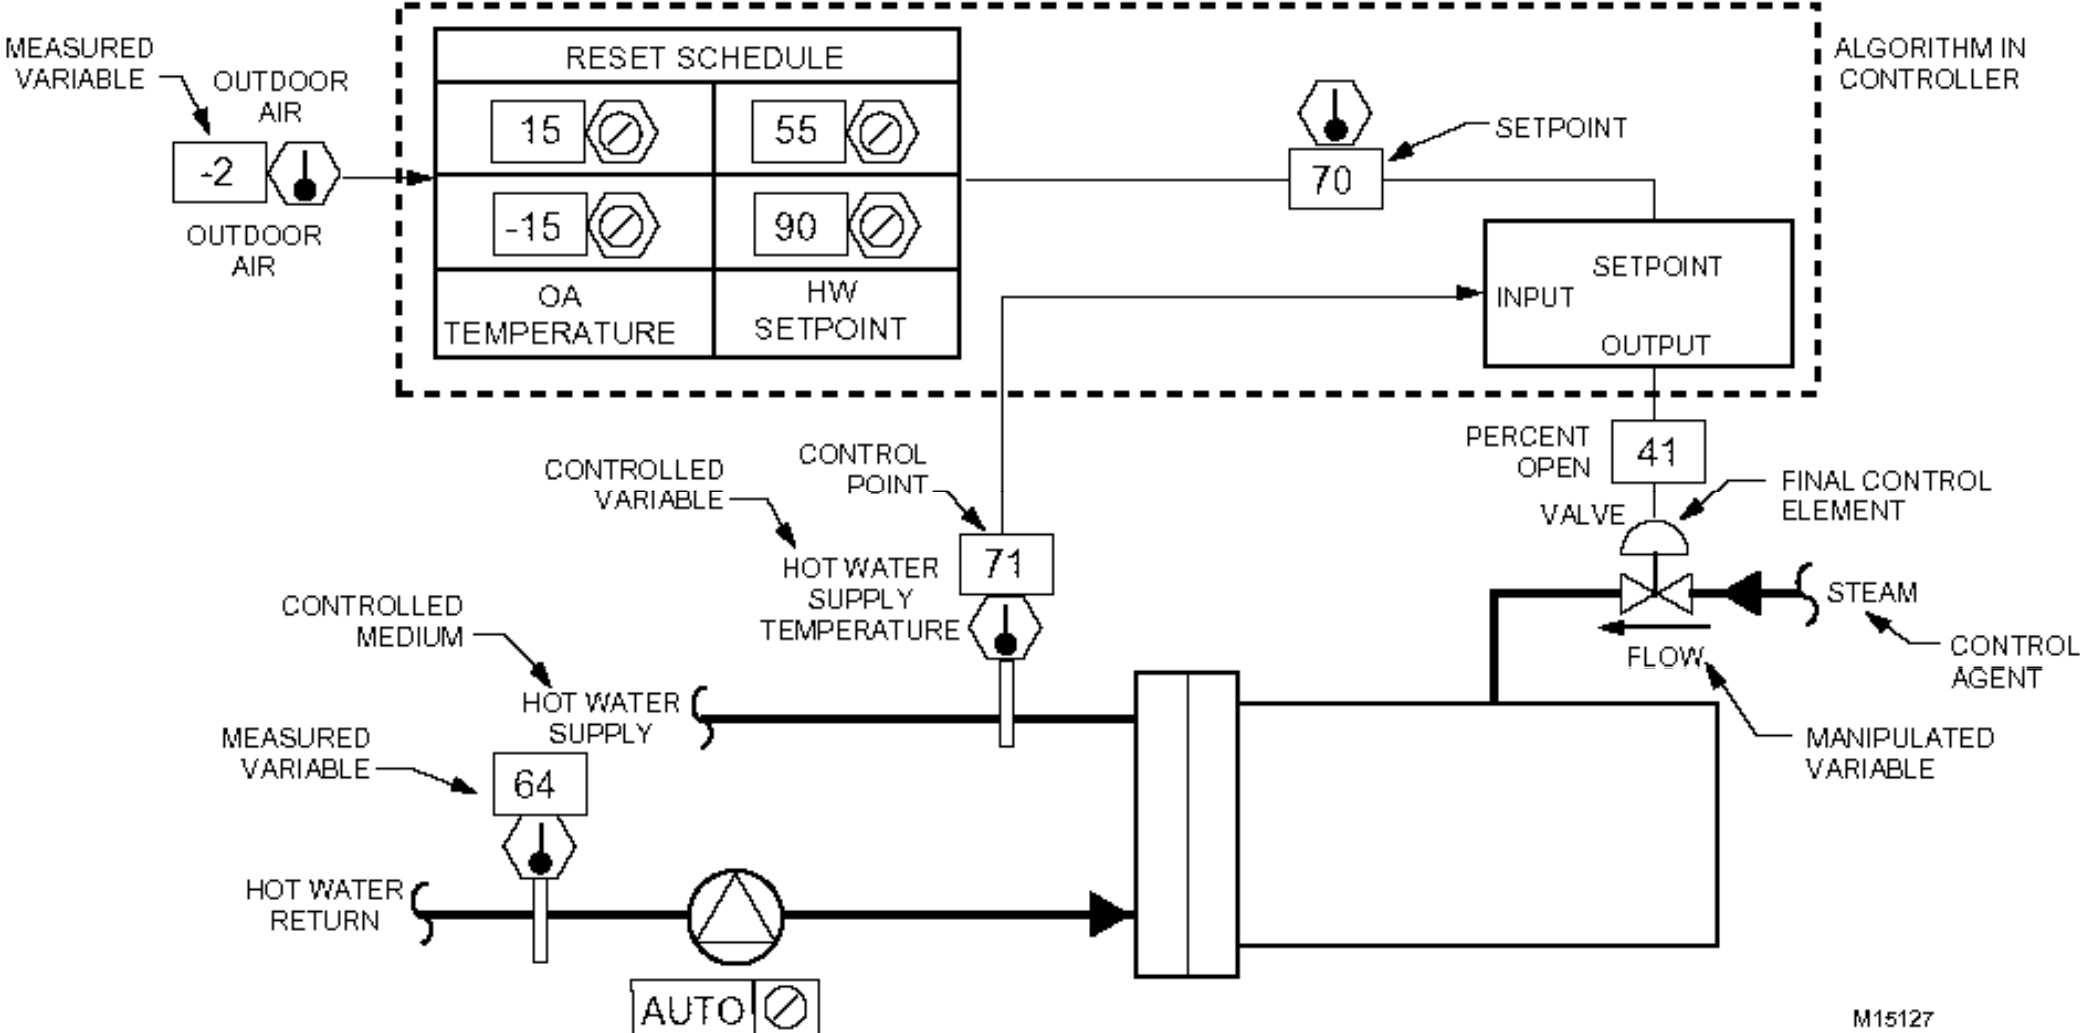 MEASURED
VARIABLE
OUTDOOR
AIR
-2
OUTDOOR
AIR
RESET SCHEDULE
15
55
-15
90
OA
TEMPERATURE
HW
SETPOINT
ALGORITHM IN
CONTROLLER
SETPOINT
70
SETPOINT
INPUT
OUTPUT
PERCENT
OPEN
41
VALVE
FINAL CONTROL
ELEMENT
CONTROLLED
VARIABLE
CONTROL
POINT
71
HOT WATER
SUPPLY
TEMPERATURE
STEAM
FLOW
CONTROL
AGENT
MANIPULATED
VARIABLE
CONTROLLED
MEDIUM
HOT WATER
SUPPLY
MEASURED
VARIABLE
64
HOT WATER
RETURN
AUTO
M15127